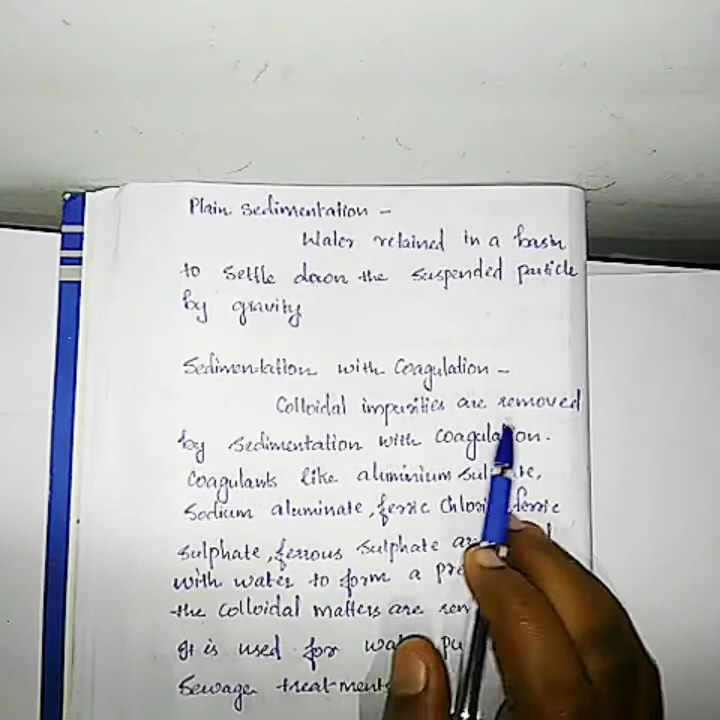 Plain Sedimentation -
Water retained in a basin
to settle down the suspended particle
by gravity
Sedimentation with Coagulation -
Colloidal impurities are removed
by sedimentation with coagulation.
Coagulants like aluminium
Sodium aluminate, ferric ferric
sulphate, ferrous sulphate
with water to form a
the colloidal matters are
It is used for
Sewage treatment